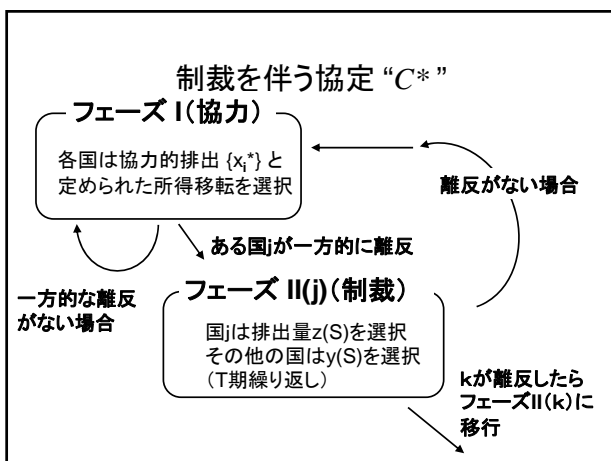 制裁を伴う協定 “C* ”
フェーズ I(協力)
各国は協力的排出 {xi*} と
定められた所得移転を選択
離反がない場合
ある国jが一方的に離反
一方的な離反
がない場合
フェーズ II(j)(制裁)
国jは排出量z(S)を選択
その他の国はy(S)を選択
(T期繰り返し)
kが離反したら
フェーズII(k)に
移行